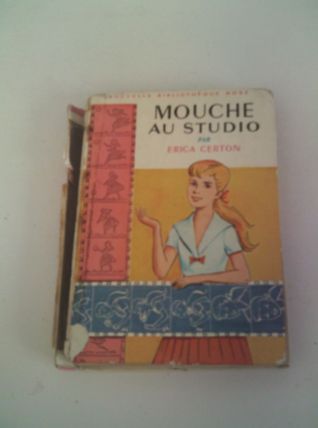 NOUVELLE BIBLIOTHÈQUE ROSE
MOUCHE
AU STUDIO
PAR
ERICA CERTON